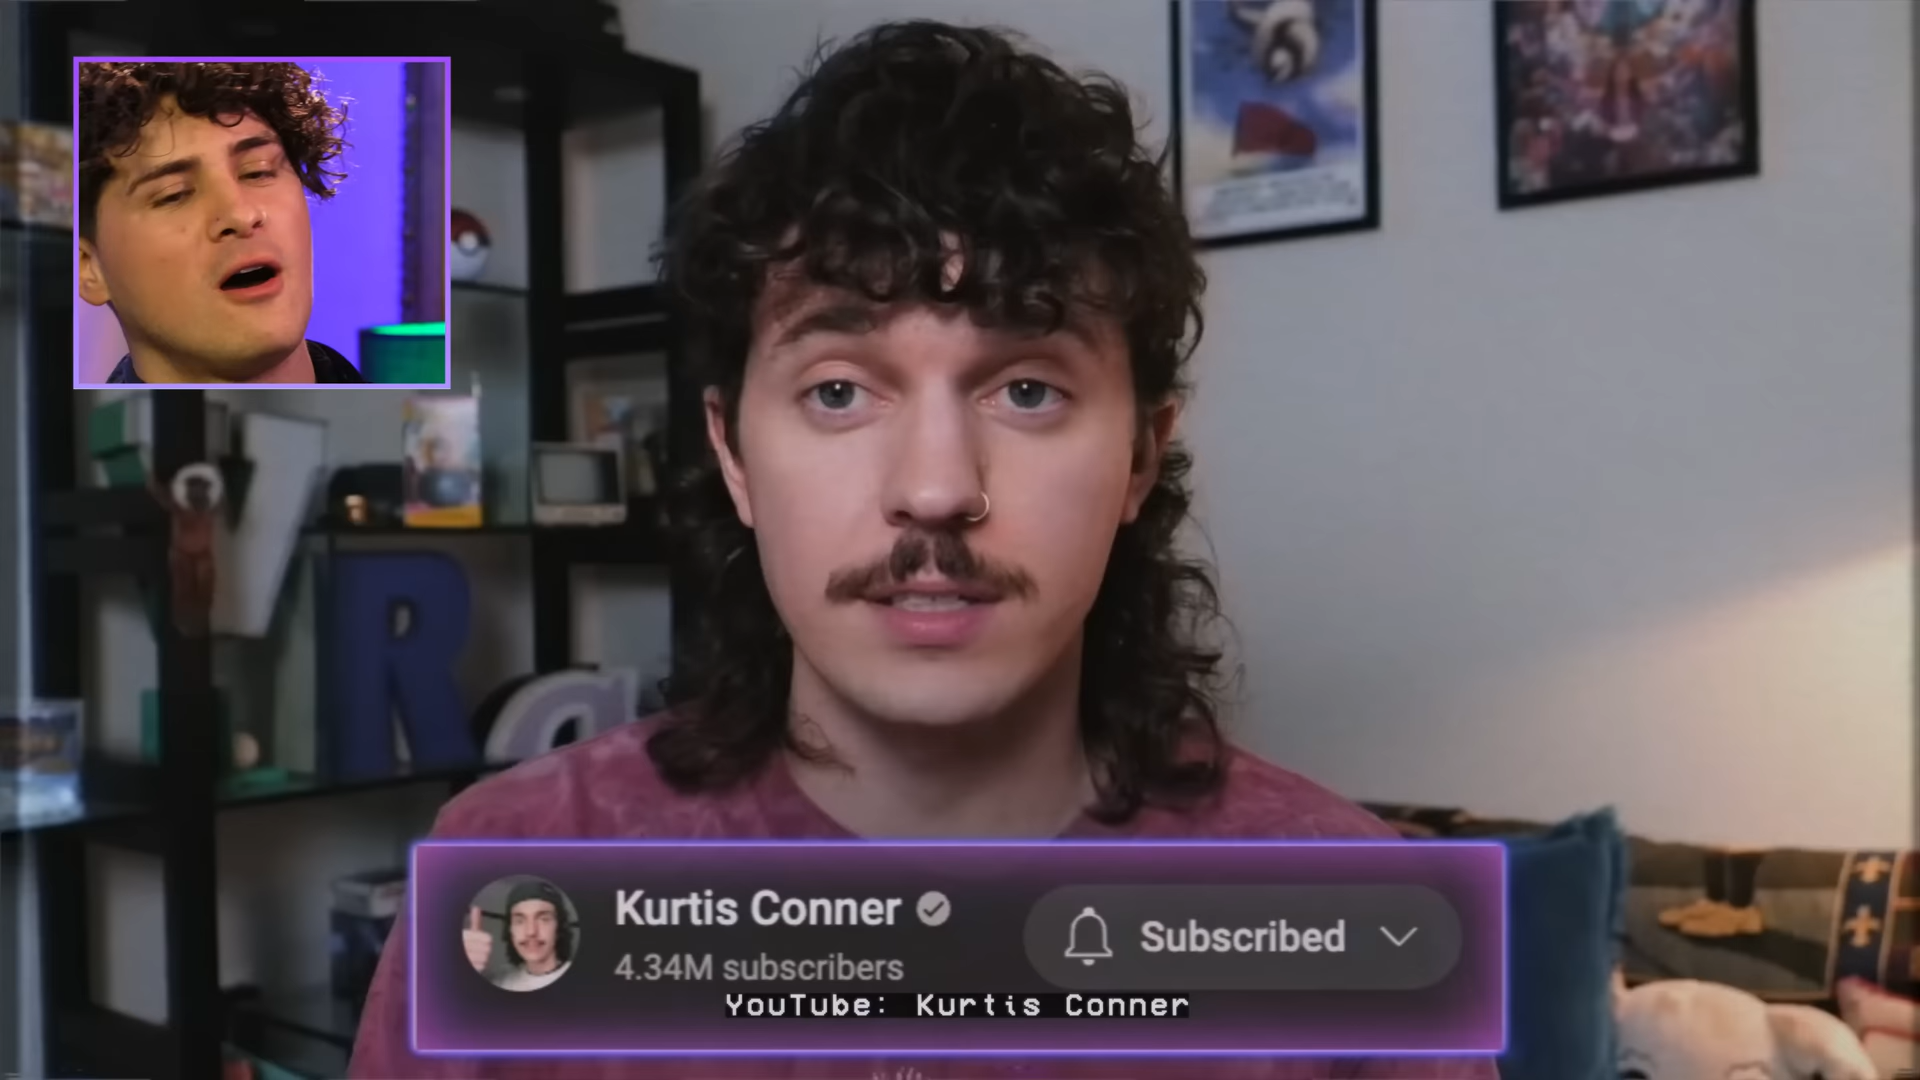 Kurtis Conner
4.34M subscribers
Subscribed
YouTube: Kurtis Conner
R
a